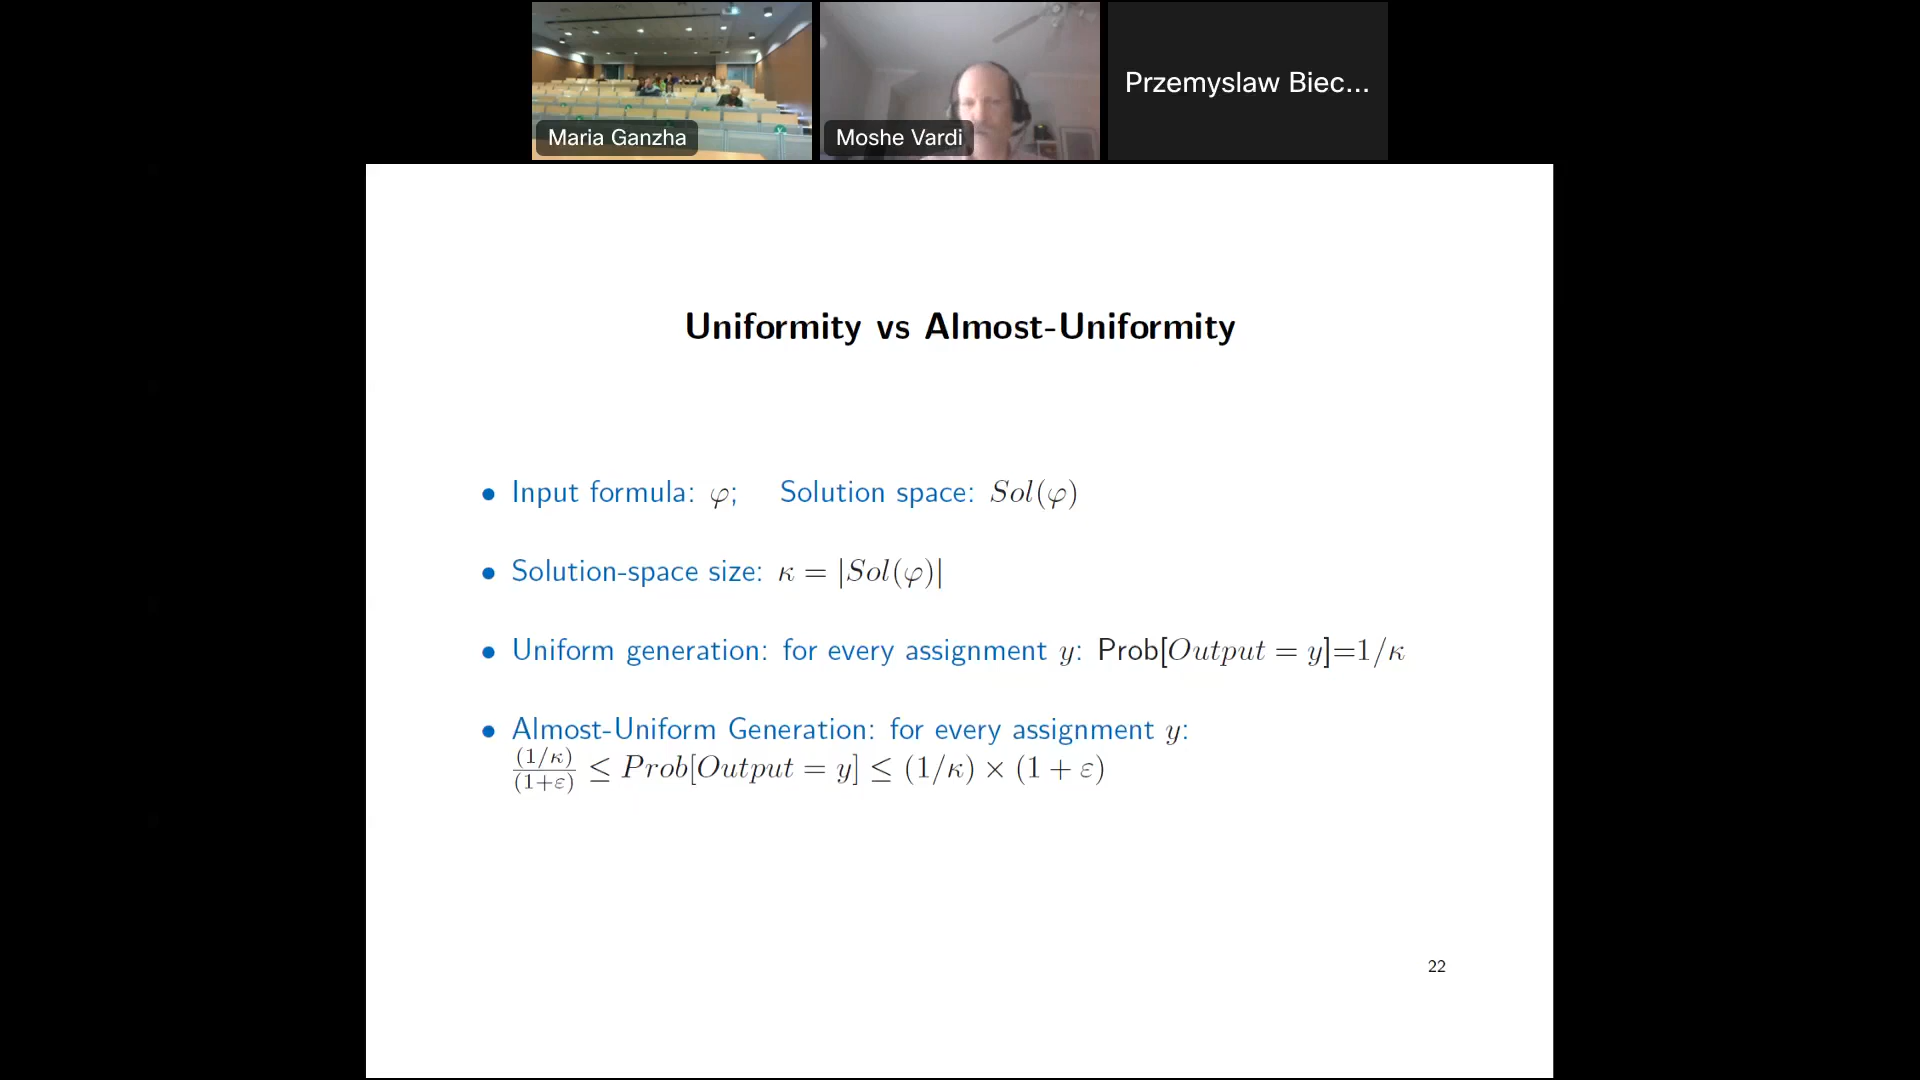 Maria Ganzha
Moshe Vardi
Przemyslaw Biec...
Uniformity vs Almost-Uniformity
• Input formula: φ; Solution space: Sol(φ)
• Solution-space size: κ = |Sol(φ)|
• Uniform generation: for every assignment y: Prob[Output = y]=1/κ
• Almost-Uniform Generation: for every assignment y:
(1/κ)/(1+ε) ≤ Prob[Output = y] ≤ (1/κ) × (1 + ε)
22